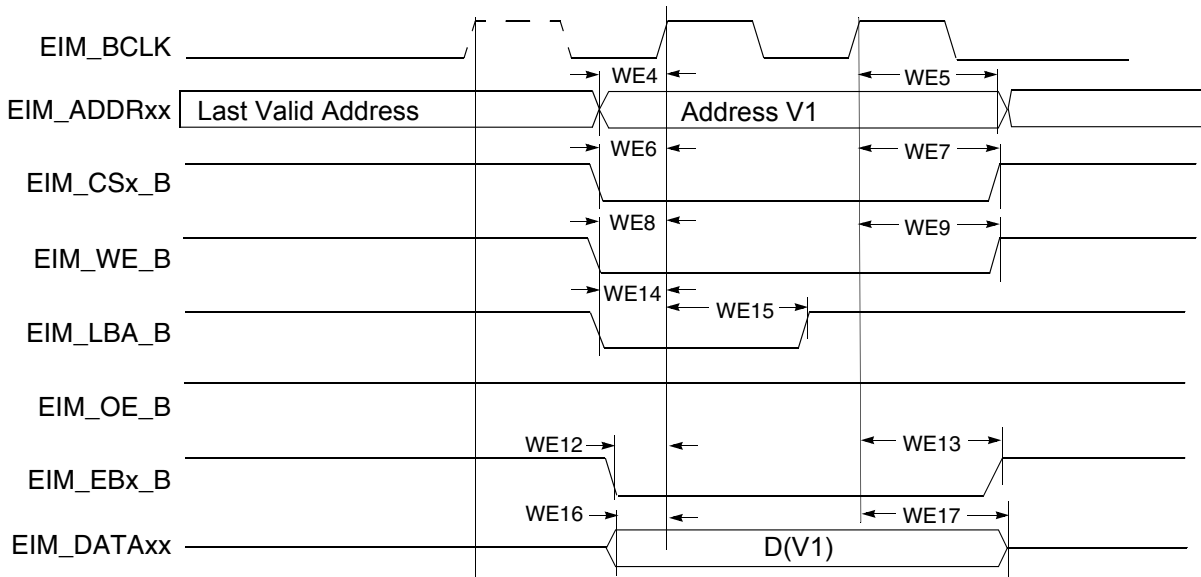 EIM_BCLK
WE4
WE5
EIM_ADDRxx
Last Valid Address
Address V1
WE6
WE7
EIM_CSx_B
WE8
WE9
EIM_WE_B
WE14
WE15
EIM_LBA_B
EIM_OE_B
WE12
WE13
EIM_EBx_B
WE16
WE17
EIM_DATAxx
D(V1)